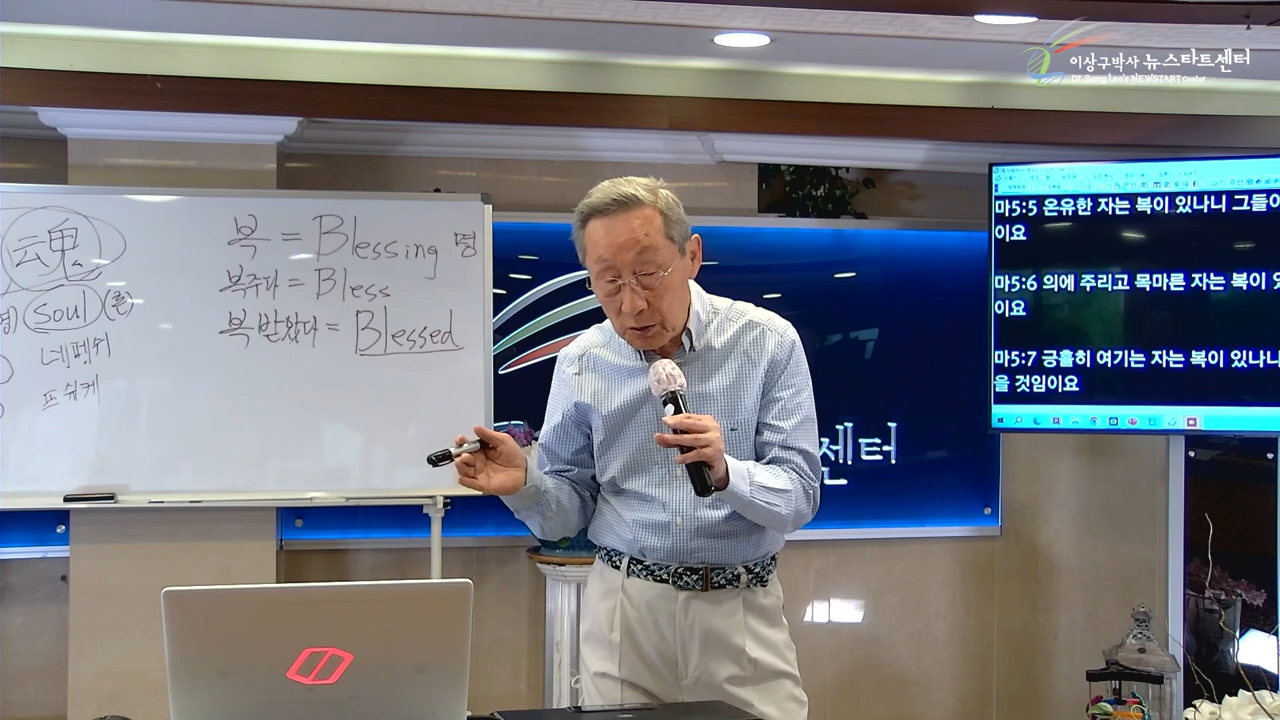 이상구박사 뉴스타트센터
Dr. Sang Lee's NEWSTART Center
魂
Soul
네페쉬
프쉬케
복 = Blessing 명
복주다 = Bless
복 받았다 = Blessed
센터
마5:5 온유한 자는 복이 있나니 그들이
이요
마5:6 의에 주리고 목마른 자는 복이
이요
마5:7 긍휼히 여기는 자는 복이 있나니
을 것임이요